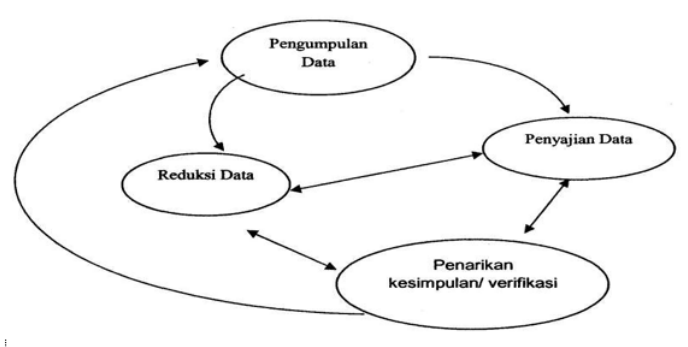 Pengumpulan
Data
Penyajian Data
Reduksi Data
Penarikan
kesimpulan/ verifikasi